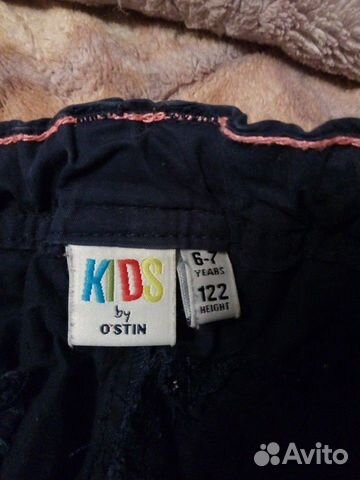 KIDS
by
O'STIN
6-7
YEARS
122
HEIGHT
Avito